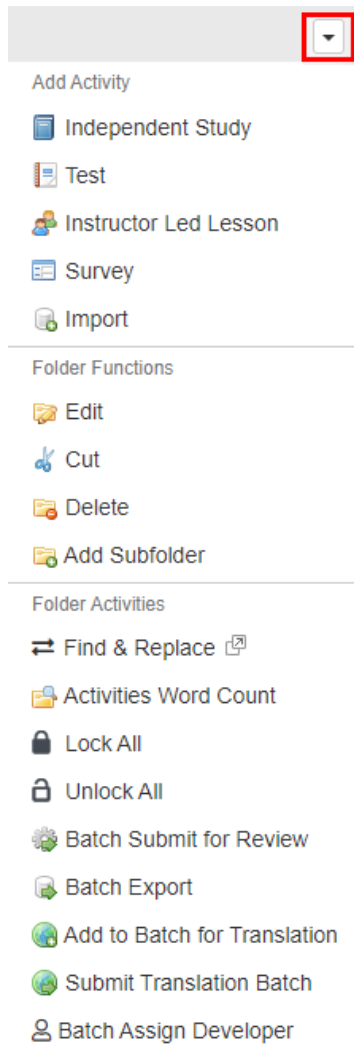 Add Activity
Independent Study
Test
Instructor Led Lesson
Survey
Import
Folder Functions
Edit
Cut
Delete
Add Subfolder
Folder Activities
Find & Replace
Activities Word Count
Lock All
Unlock All
Batch Submit for Review
Batch Export
Add to Batch for Translation
Submit Translation Batch
Batch Assign Developer